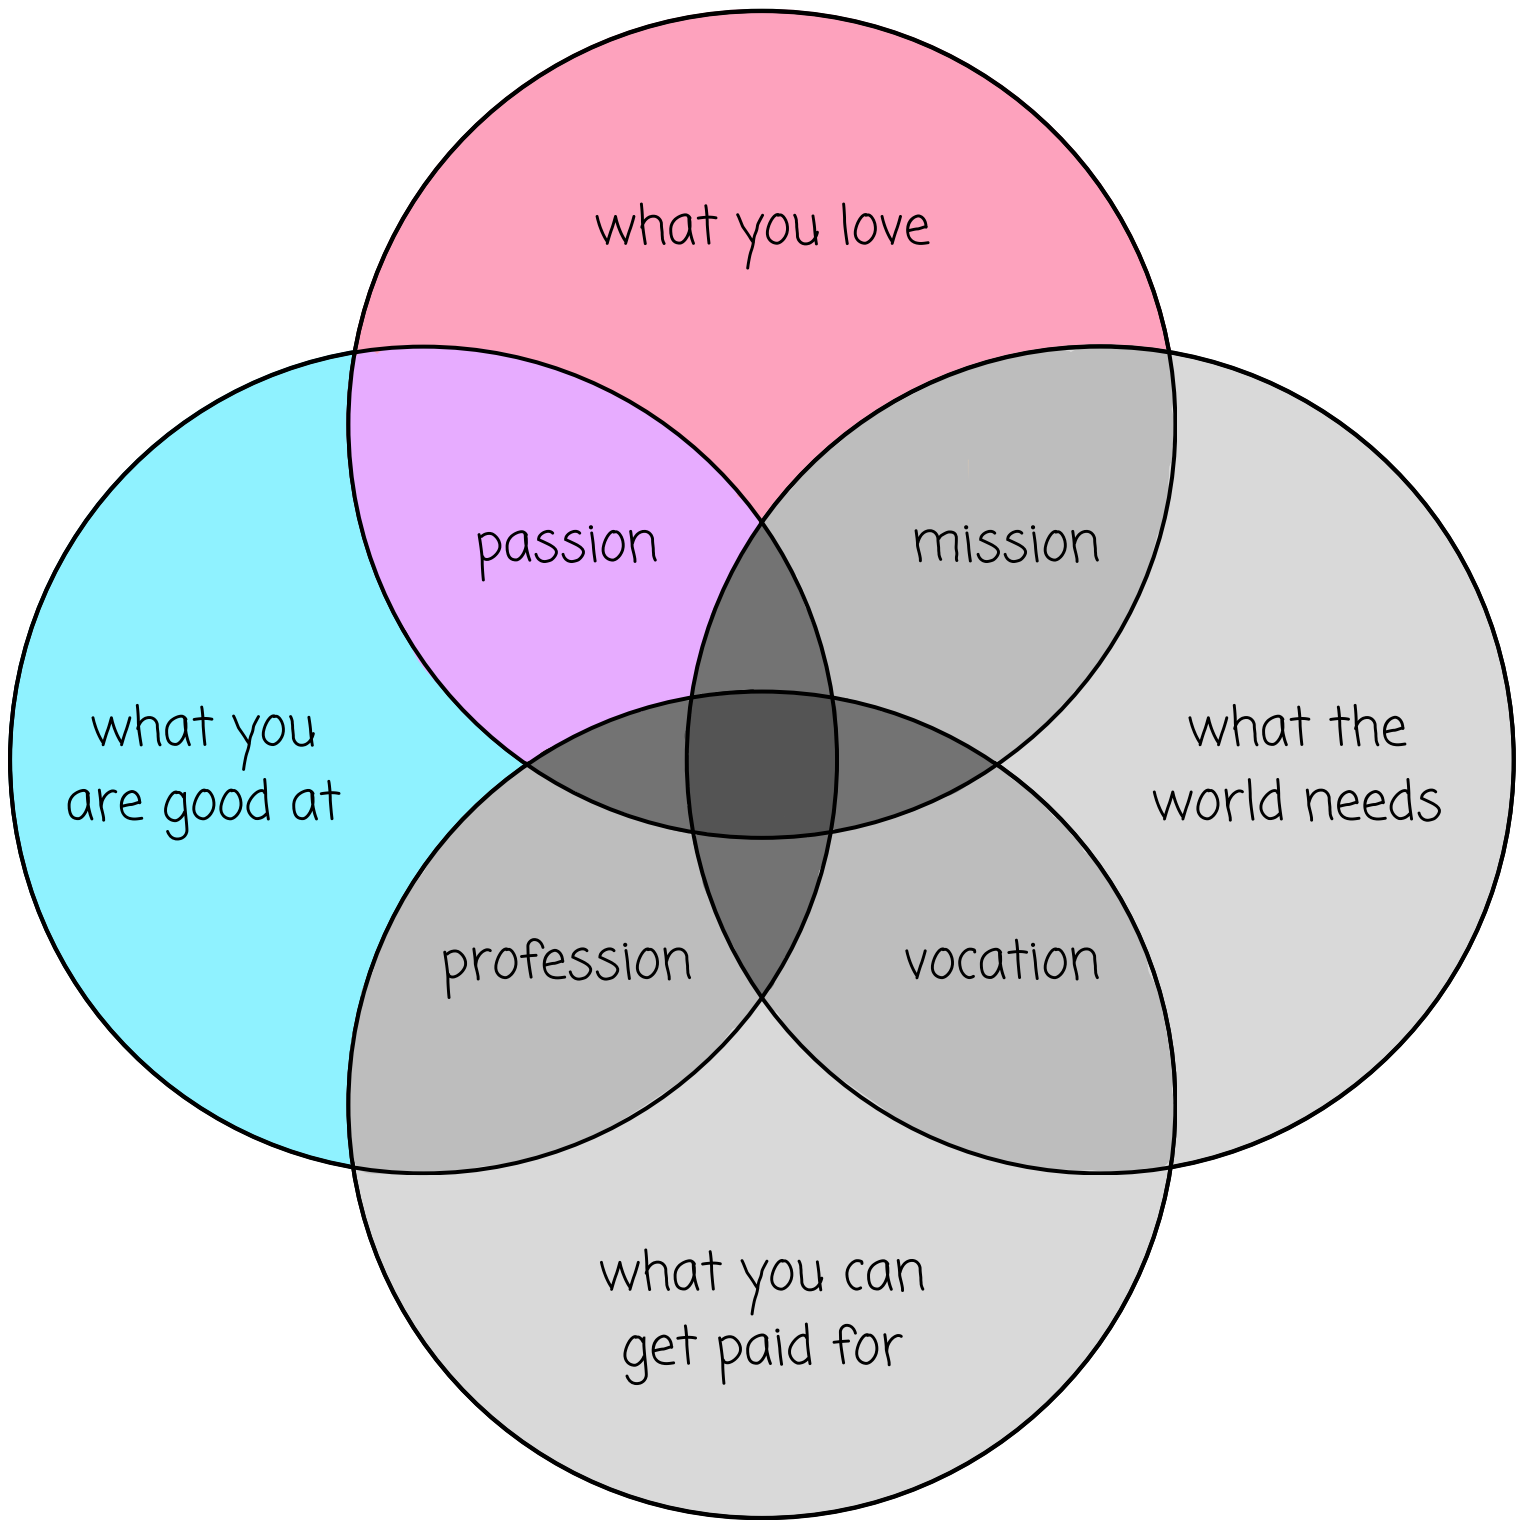 what you love
passion
mission
what you
are good at
what the
world needs
profession
vocation
what you can
get paid for